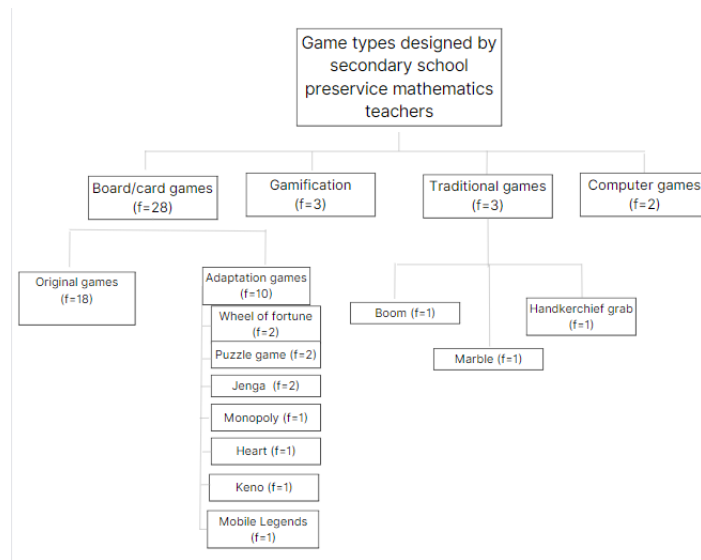 Game types designed by
secondary school
preservice mathematics
teachers
Board/card games
(f=28)
Gamification
(f=3)
Traditional games
(f=3)
Computer games
(f=2)
Original games
(f=18)
Adaptation games
(f=10)
Wheel of fortune
(f=2)
Puzzle game (f=2)
Jenga (f=2)
Monopoly (f=1)
Heart (f=1)
Keno (f=1)
Mobile Legends
(f=1)
Boom (f=1)
Marble (f=1)
Handkerchief grab
(f=1)